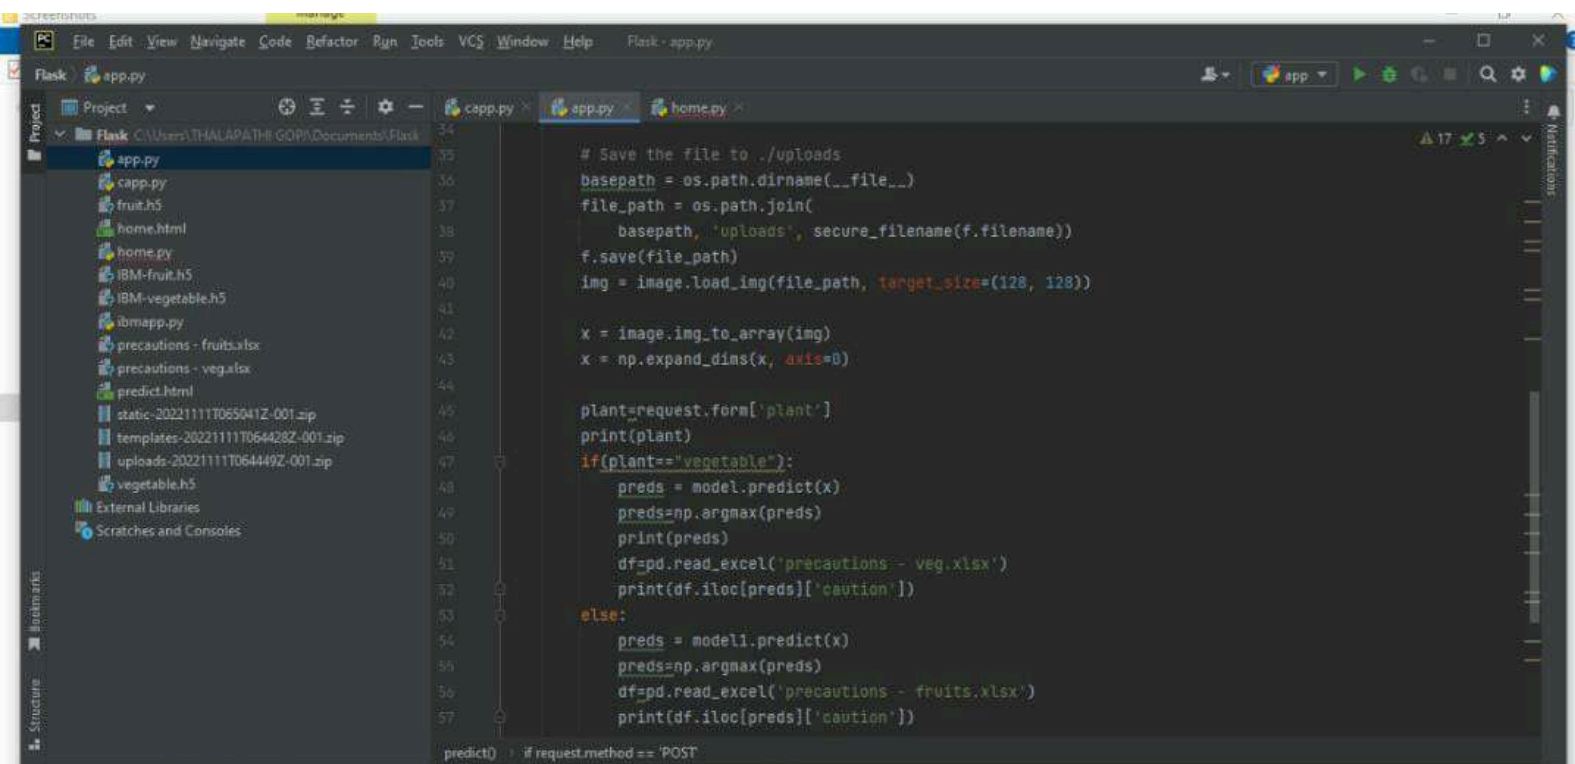 Screenshots
Manage
File Edit View Navigate Code Refactor Run Tools VCS Window Help Flask - app.py
Flask app.py
app
Project
capp.py app.py home.py
Flask C:\Users\THALAPATHI GOPI\Documents\Flask
app.py
capp.py
fruit.h5
home.html
home.py
IBM-fruit.h5
IBM-vegetable.h5
ibmapp.py
precautions - fruits.xlsx
precautions - veg.xlsx
predict.html
static-20221111T065041Z-001.zip
templates-20221111T064428Z-001.zip
uploads-20221111T064449Z-001.zip
vegetable.h5
External Libraries
Scratches and Consoles
Project
Bookmarks
Structure
34
35 # Save the file to ./uploads
36 basepath = os.path.dirname(__file__)
37 file_path = os.path.join(
38 basepath, 'uploads', secure_filename(f.filename))
39 f.save(file_path)
40 img = image.load_img(file_path, target_size=(128, 128))
41
42 x = image.img_to_array(img)
43 x = np.expand_dims(x, axis=0)
44
45 plant=request.form['plant']
46 print(plant)
47 if(plant=="vegetable"):
48 preds = model.predict(x)
49 preds=np.argmax(preds)
50 print(preds)
51 df=pd.read_excel('precautions - veg.xlsx')
52 print(df.iloc[preds]['caution'])
53 else:
54 preds = model1.predict(x)
55 preds=np.argmax(preds)
56 df=pd.read_excel('precautions - fruits.xlsx')
57 print(df.iloc[preds]['caution'])
17 5
Notifications
predict() if request.method == 'POST'